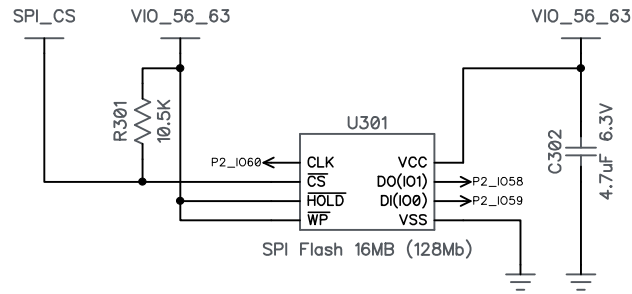 SPI_CS
VIO_56_63
VIO_56_63
R301
10.5K
U301
C302
4.7uF 6.3V
P2_IO60
CLK
VCC
CS
DO(IO1)
P2_IO58
HOLD
DI(IO0)
P2_IO59
WP
VSS
SPI Flash 16MB (128Mb)